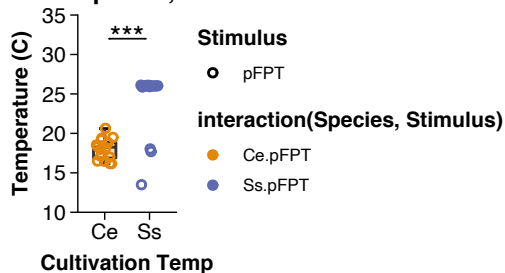 35
***
30
25
20
15
10
Temperature (C)
Ce Ss
Cultivation Temp
Stimulus
pFPT
interaction(Species, Stimulus)
Ce.pFPT
Ss.pFPT